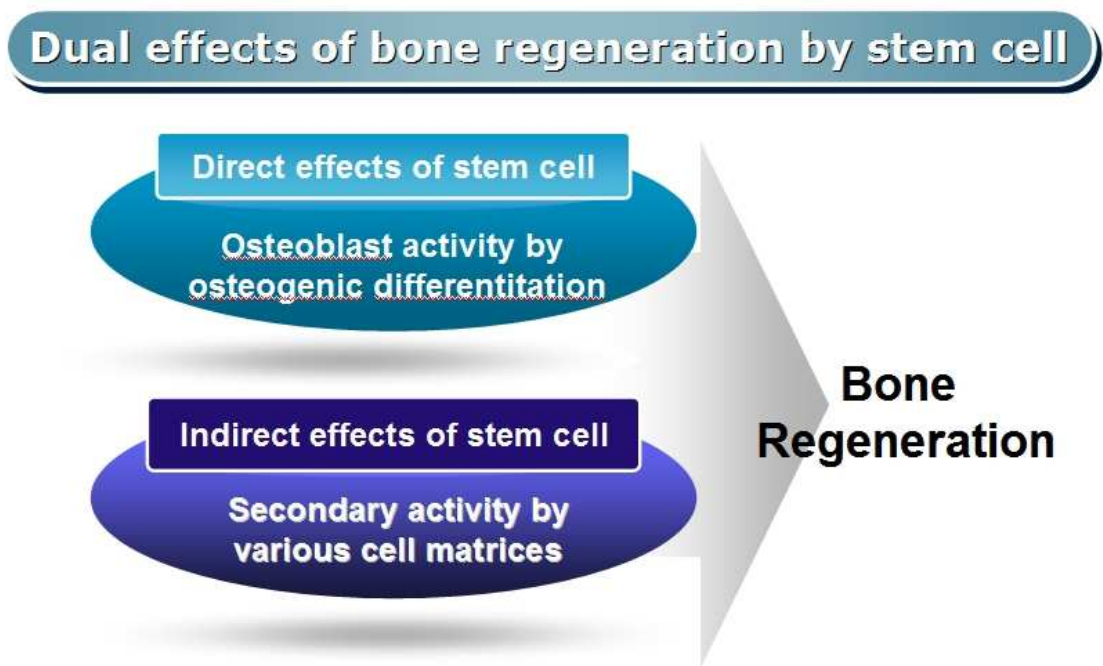 Dual effects of bone regeneration by stem cell
Direct effects of stem cell
Osteoblast activity by
osteogenic differentitation
Indirect effects of stem cell
Secondary activity by
various cell matrices
Bone
Regeneration